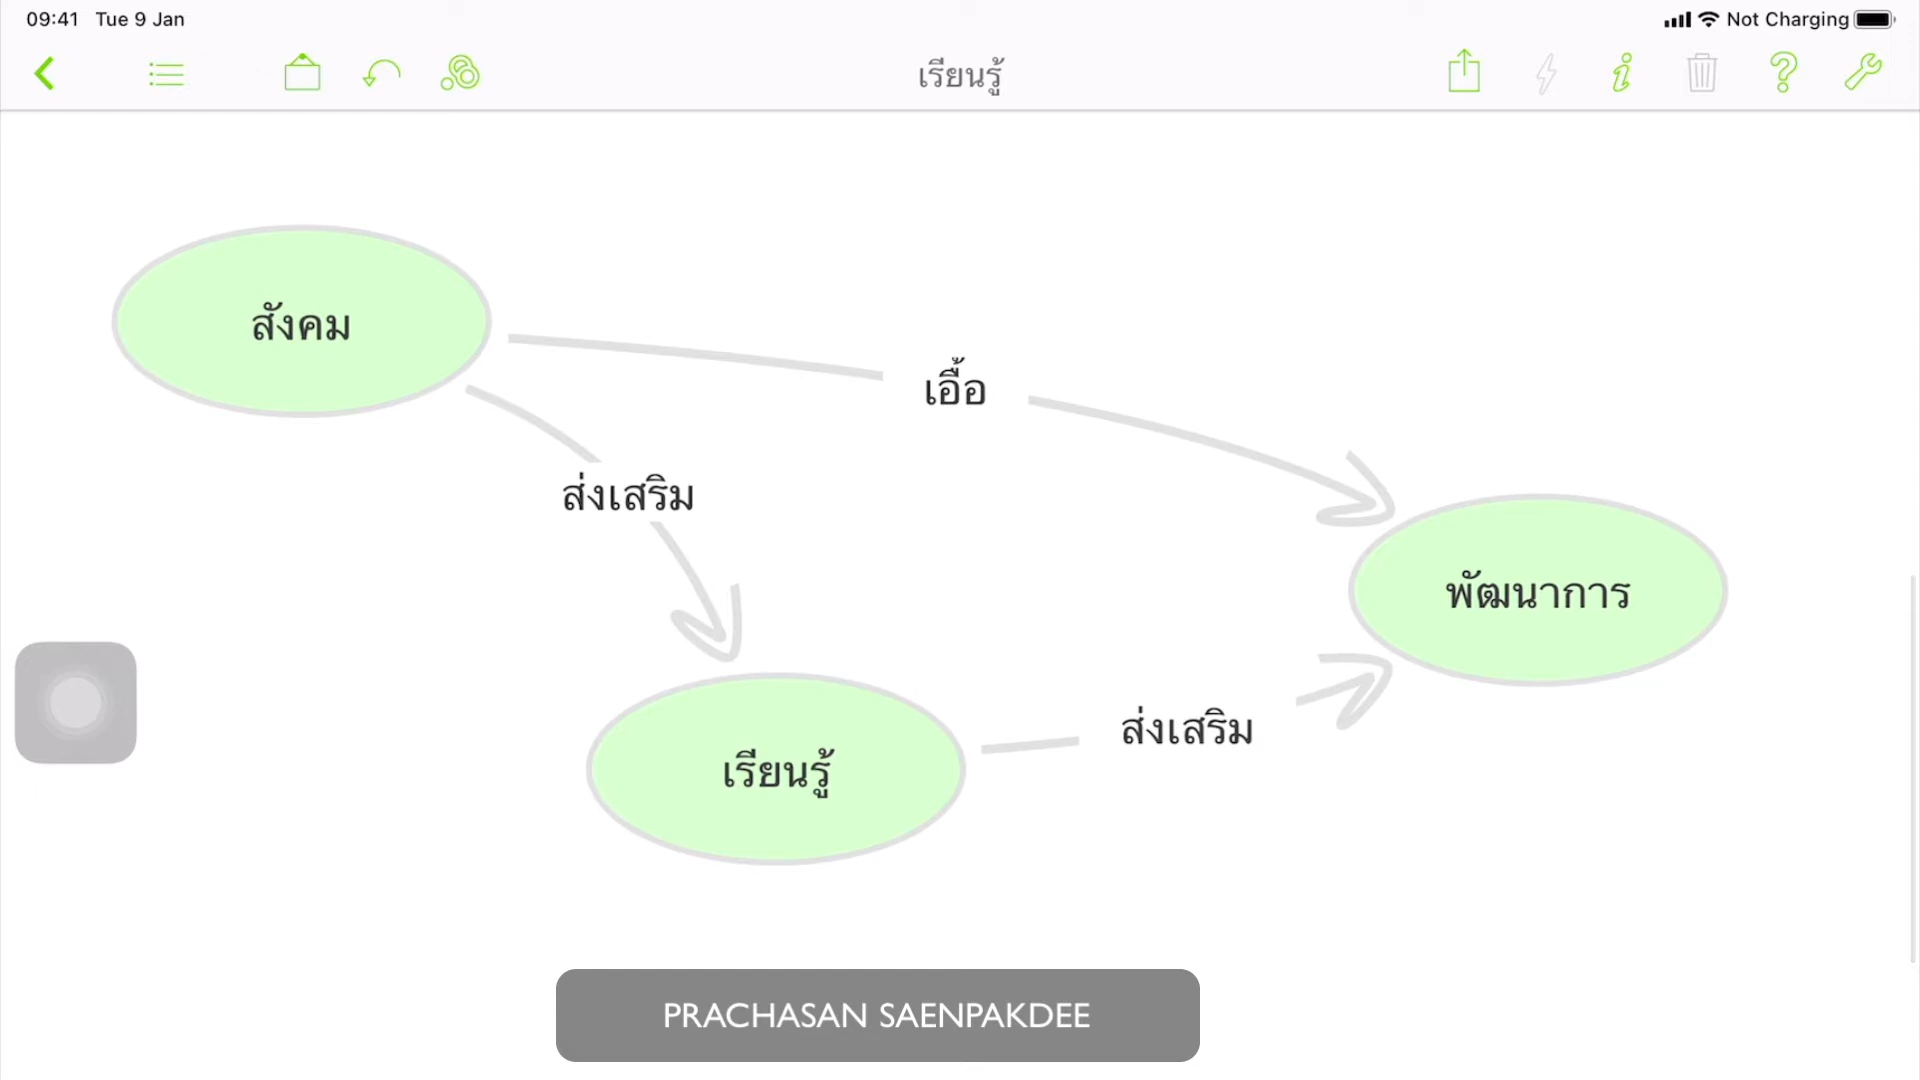 09:41 Tue 9 Jan
Not Charging
เรียนรู้
สังคม
เอื้อ
ส่งเสริม
พัฒนาการ
ส่งเสริม
เรียนรู้
PRACHASAN SAENPAKDEE